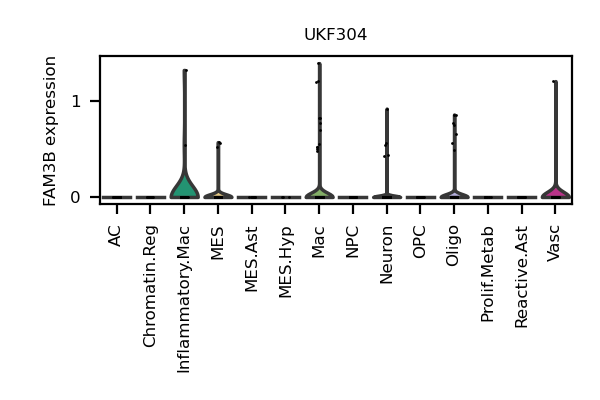 UKF304
FAM3B expression
1
0
AC
Chromatin.Reg
Inflammatory.Mac
MES
MES.Ast
MES.Hyp
Mac
NPC
Neuron
OPC
Oligo
Prolif.Metab
Reactive.Ast
Vasc